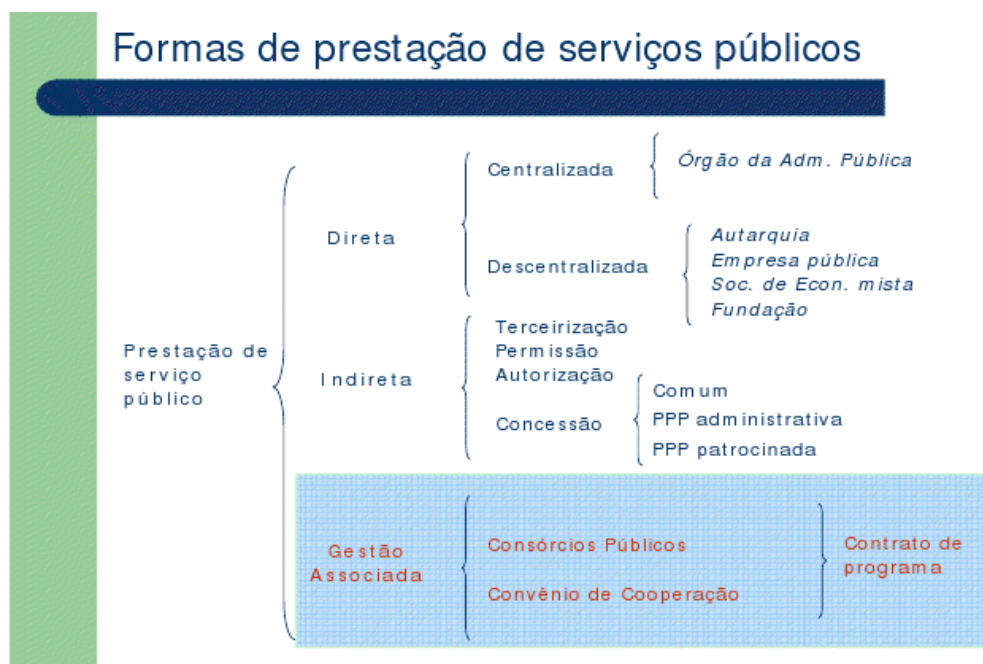 Formas de prestação de serviços públicos
Centralizada
Órgão da Adm. Pública
Direta
Descentralizada
Autarquia
Empresa pública
Soc. de Econ. mista
Fundação
Prestação de
serviço
público
Indireta
Terceirização
Permissão
Autorização
Concessão
Comum
PPP administrativa
PPP patrocinada
Gestão
Associada
Consórcios Públicos
Convênio de Cooperação
Contrato de
programa